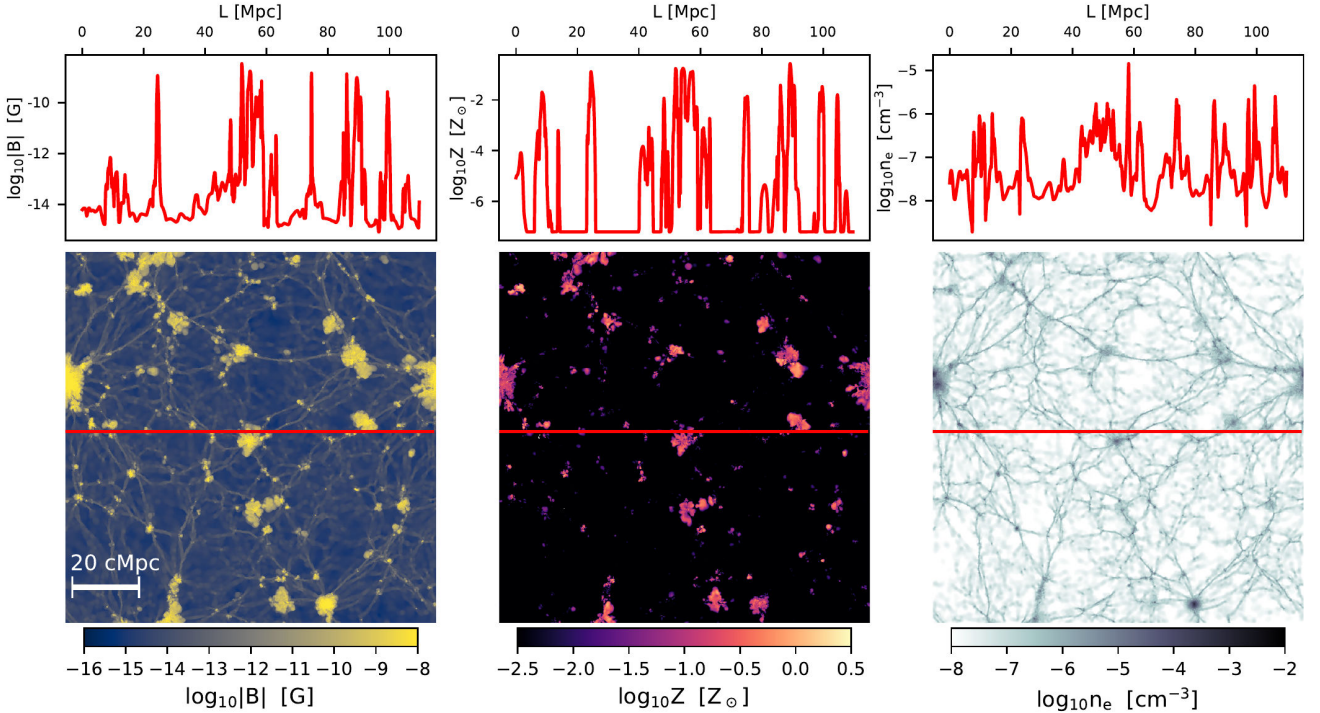 L [Mpc] L [Mpc] L [Mpc]
0 20 40 60 80 100 0 20 40 60 80 100 0 20 40 60 80 100
log₁₀|B| [G] -10 -12 -14
log₁₀Z [Z⊙] -2 -4 -6
log₁₀nₑ [cm⁻³] −5 −6 −7 −8
20 cMpc
−16 −15 −14 −13 −12 −11 −10 −9 −8 −2.5 −2.0 −1.5 −1.0 −0.5 0.0 0.5 −8 −7 −6 −5 −4 −3 −2
log₁₀|B| [G] log₁₀Z [Z⊙] log₁₀nₑ [cm⁻³]